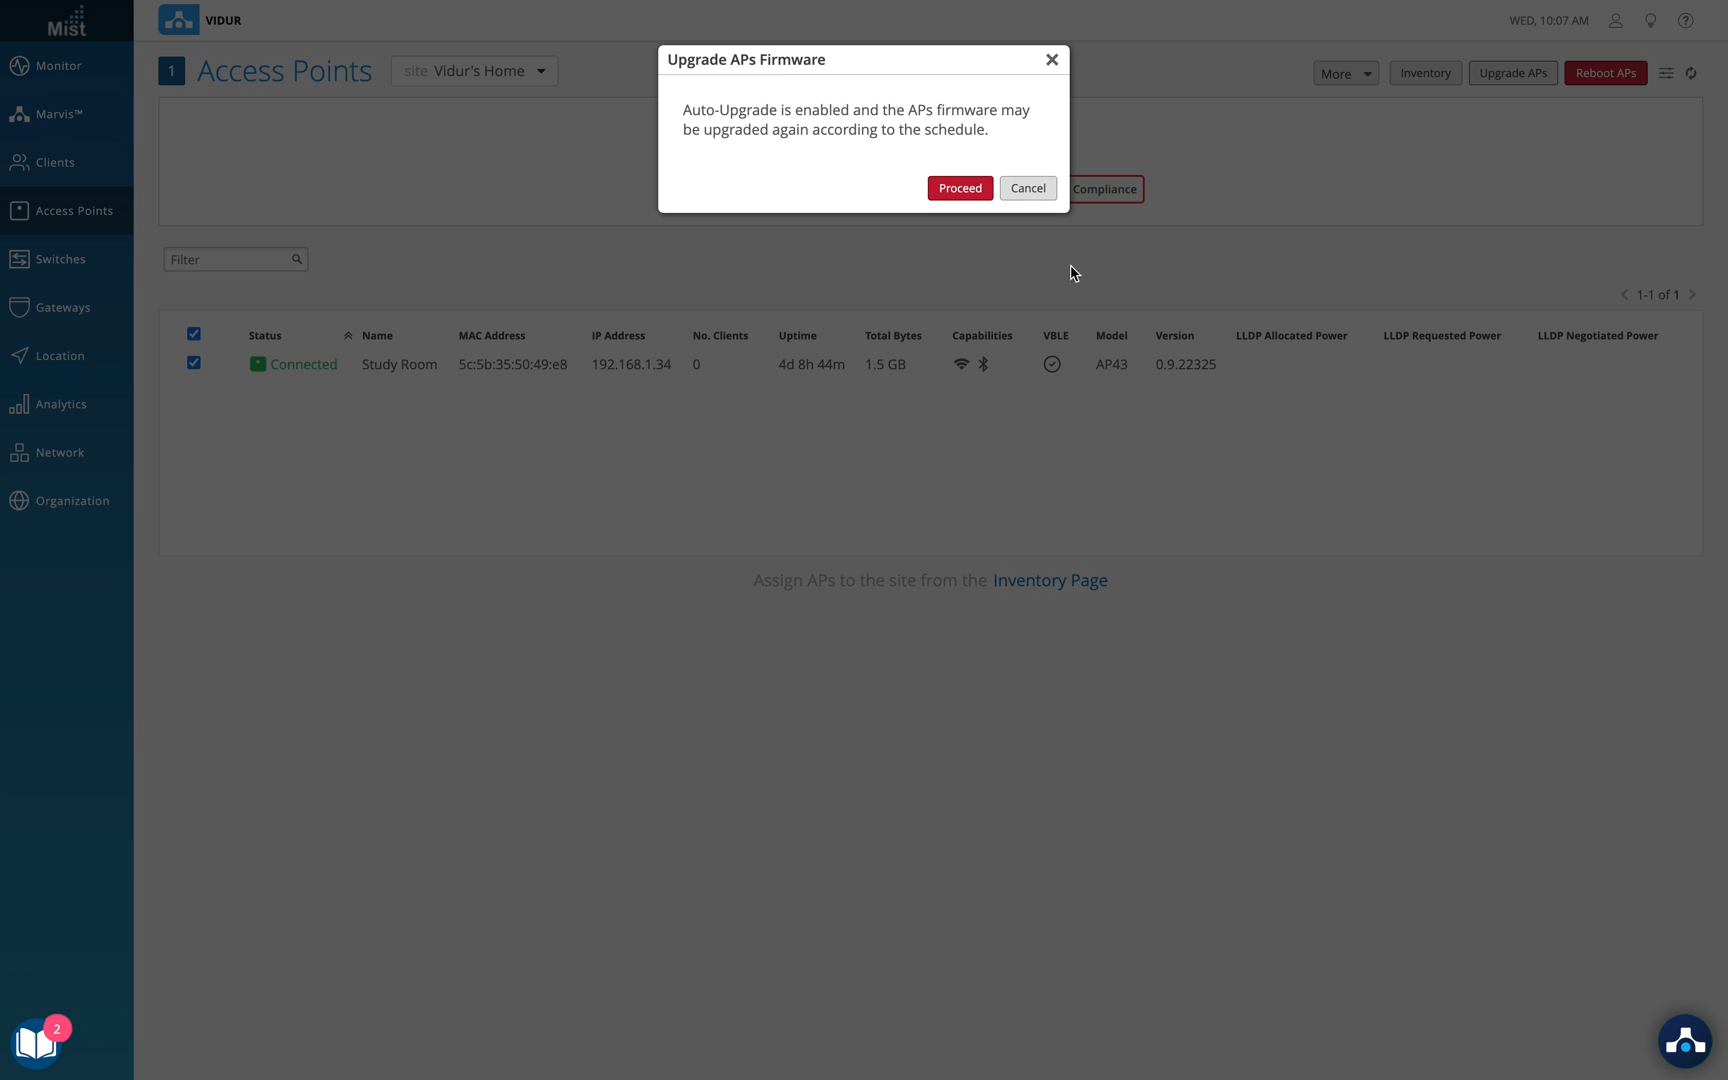 Mist
VIDUR
WED, 10:07 AM
Monitor
Marvis™
Clients
Access Points
Switches
Gateways
Location
Analytics
Network
Organization
2
1 Access Points site Vidur's Home
More Inventory Upgrade APs Reboot APs
Upgrade APs Firmware
Auto-Upgrade is enabled and the APs firmware may
be upgraded again according to the schedule.
Proceed Cancel
Compliance
Filter
1-1 of 1
Status Name MAC Address IP Address No. Clients Uptime Total Bytes Capabilities VBLE Model Version LLDP Allocated Power LLDP Requested Power LLDP Negotiated Power
Connected Study Room 5c:5b:35:50:49:e8 192.168.1.34 0 4d 8h 44m 1.5 GB AP43 0.9.22325
Assign APs to the site from the Inventory Page